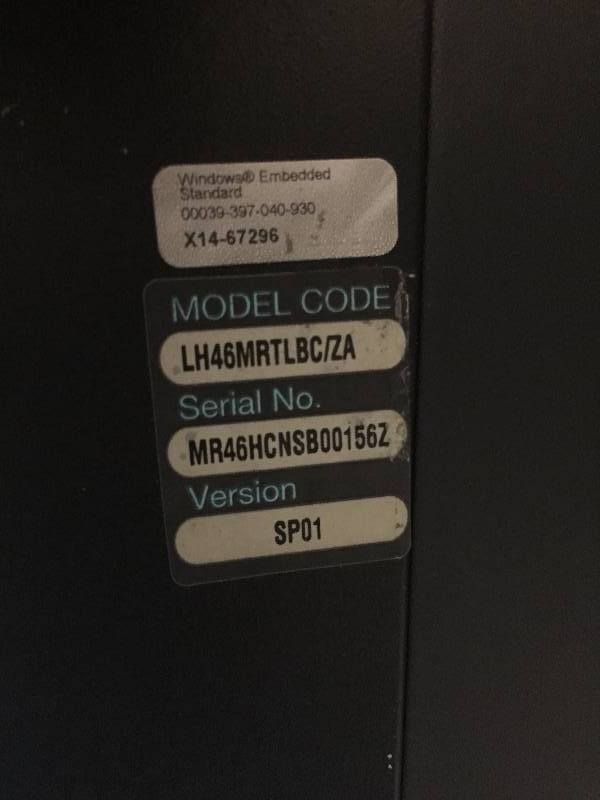 Windows® Embedded
Standard
00039-397-040-930
X14-67296
MODEL CODE
LH46MRTLBC/ZA
Serial No.
MR46HCNSB00156Z
Version
SP01